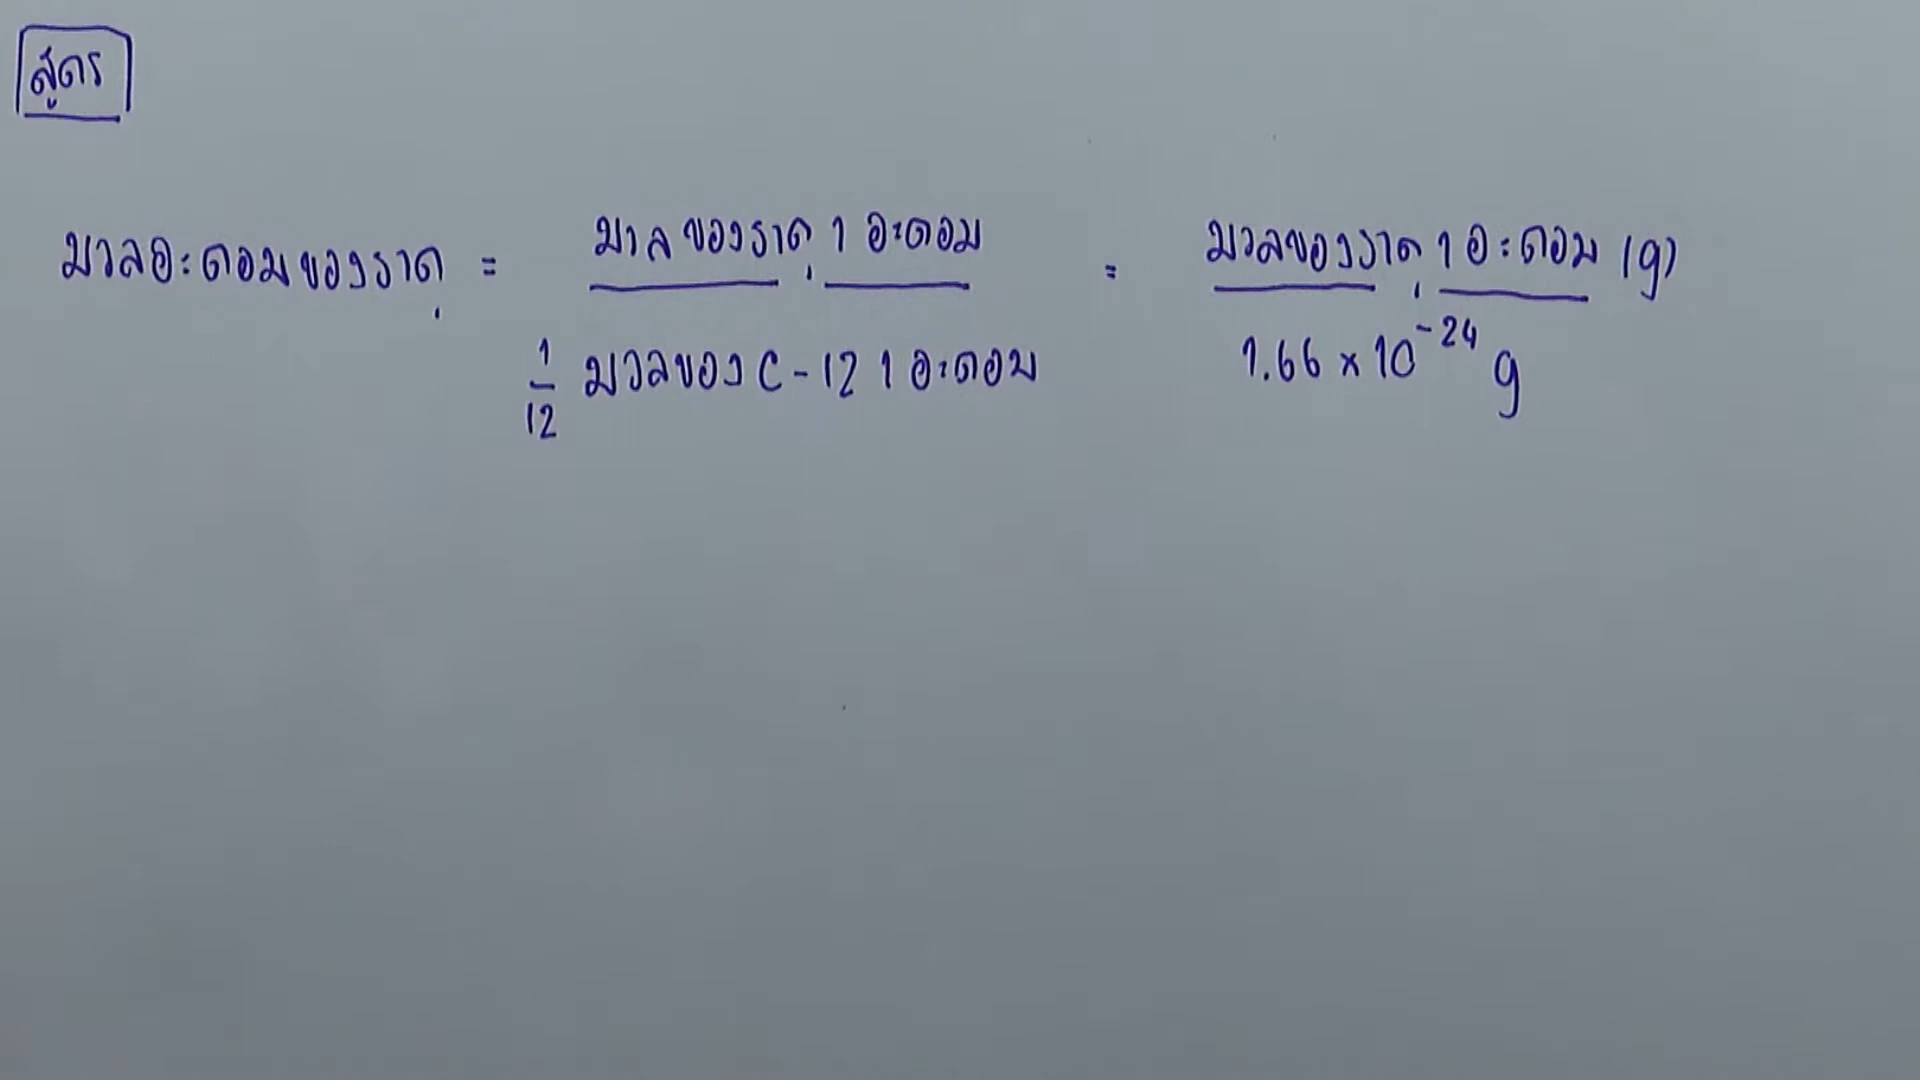 สูตร
มวลอะตอมของธาตุ = มวลของธาตุ 1 อะตอม = มวลของธาตุ 1 อะตอม (g)
1/12 มวลของ C-12 1 อะตอม 1.66 × 10⁻²⁴ g